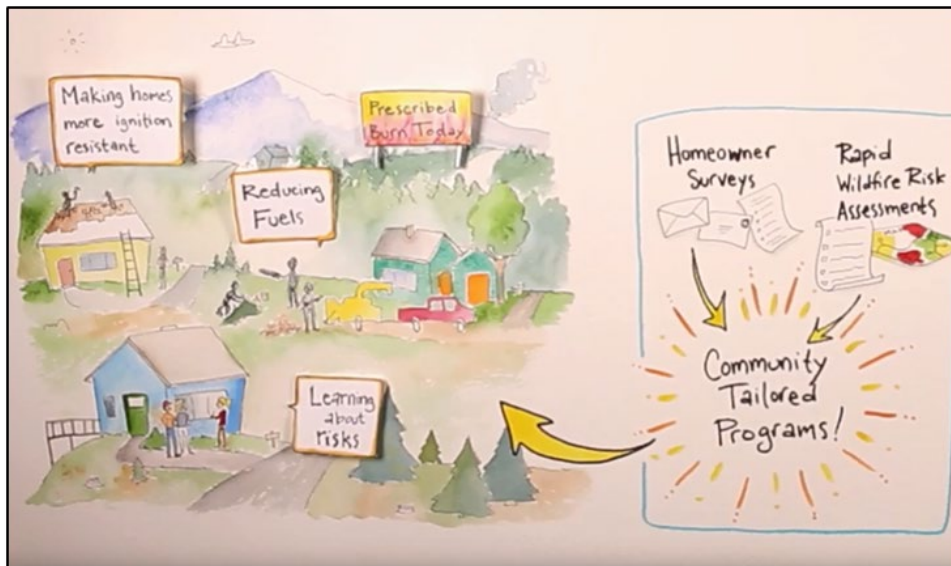 Making homes
more ignition
resistant
Prescribed
Burn Today
Reducing
Fuels
Learning
about
risks
Homeowner
Surveys
Rapid
Wildfire Risk
Assessments
Community
Tailored
Programs!